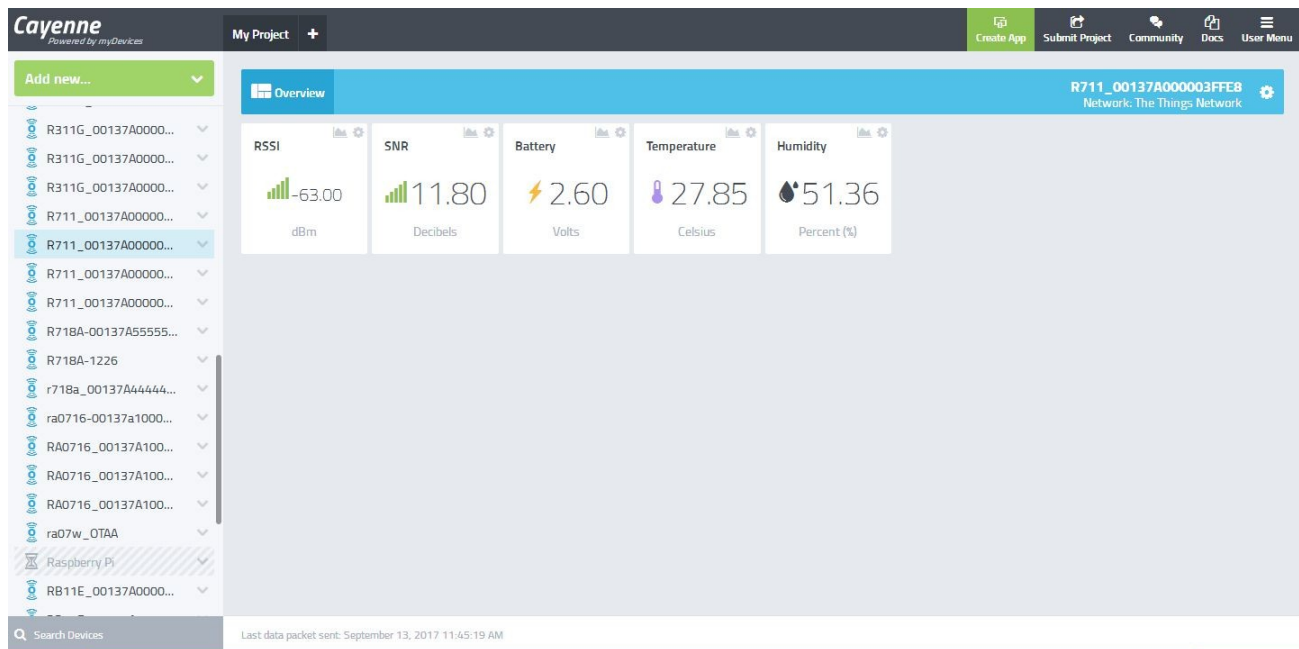 Cayenne
Powered by myDevices
My Project +
Create App
Submit Project
Community
Docs
User Menu
Add new...
R311G_00137A0000...
R311G_00137A0000...
R311G_00137A0000...
R711_00137A00000...
R711_00137A00000...
R711_00137A00000...
R711_00137A00000...
R718A-00137A55555...
R718A-1226
r718a_00137A44444...
ra0716-00137a1000...
RA0716_00137A100...
RA0716_00137A100...
RA0716_00137A100...
ra07w_OTAA
Raspberry Pi
RB11E_00137A0000...
Search Devices
Overview
R711_00137A000003FFE8
Network: The Things Network
RSSI
-63.00
dBm
SNR
11.80
Decibels
Battery
2.60
Volts
Temperature
27.85
Celsius
Humidity
51.36
Percent (%)
Last data packet sent: September 13, 2017 11:45:19 AM